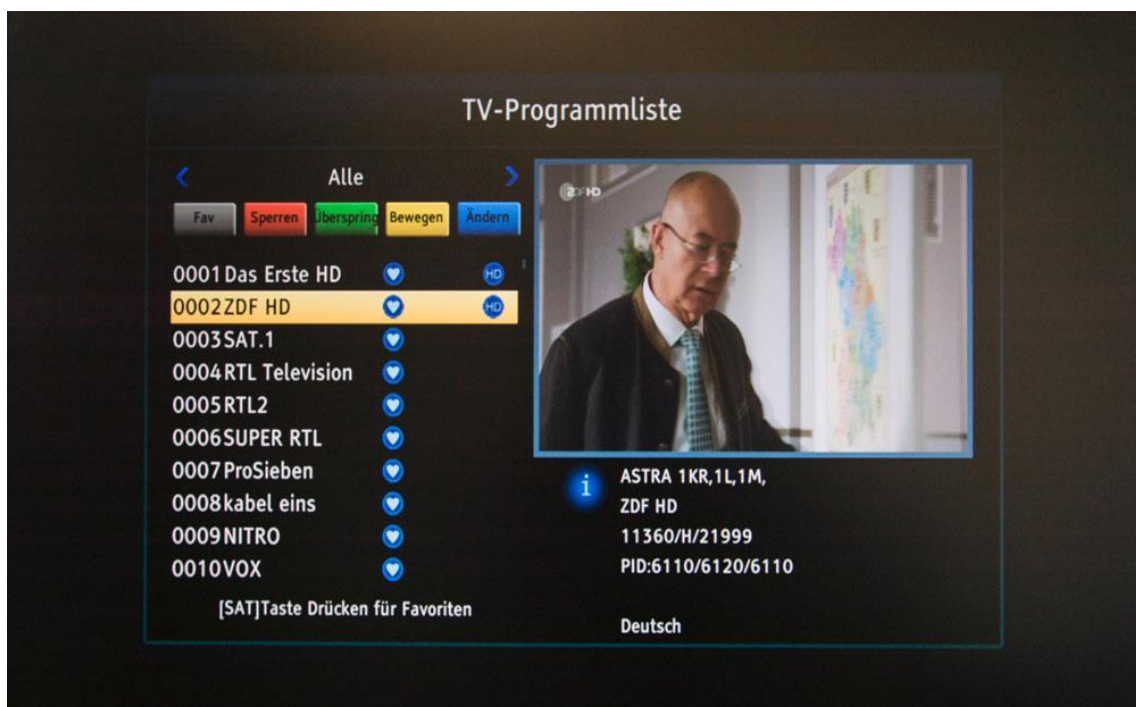 TV-Programmliste
Alle
Fav Sperren Überspring Bewegen Ändern
0001 Das Erste HD HD
0002 ZDF HD HD
0003 SAT.1
0004 RTL Television
0005 RTL2
0006 SUPER RTL
0007 ProSieben
0008 kabel eins
0009 NITRO
0010 VOX
[SAT]Taste Drücken für Favoriten
ZDF HD
i
ASTRA 1KR,1L,1M,
ZDF HD
11360/H/21999
PID:6110/6120/6110
Deutsch